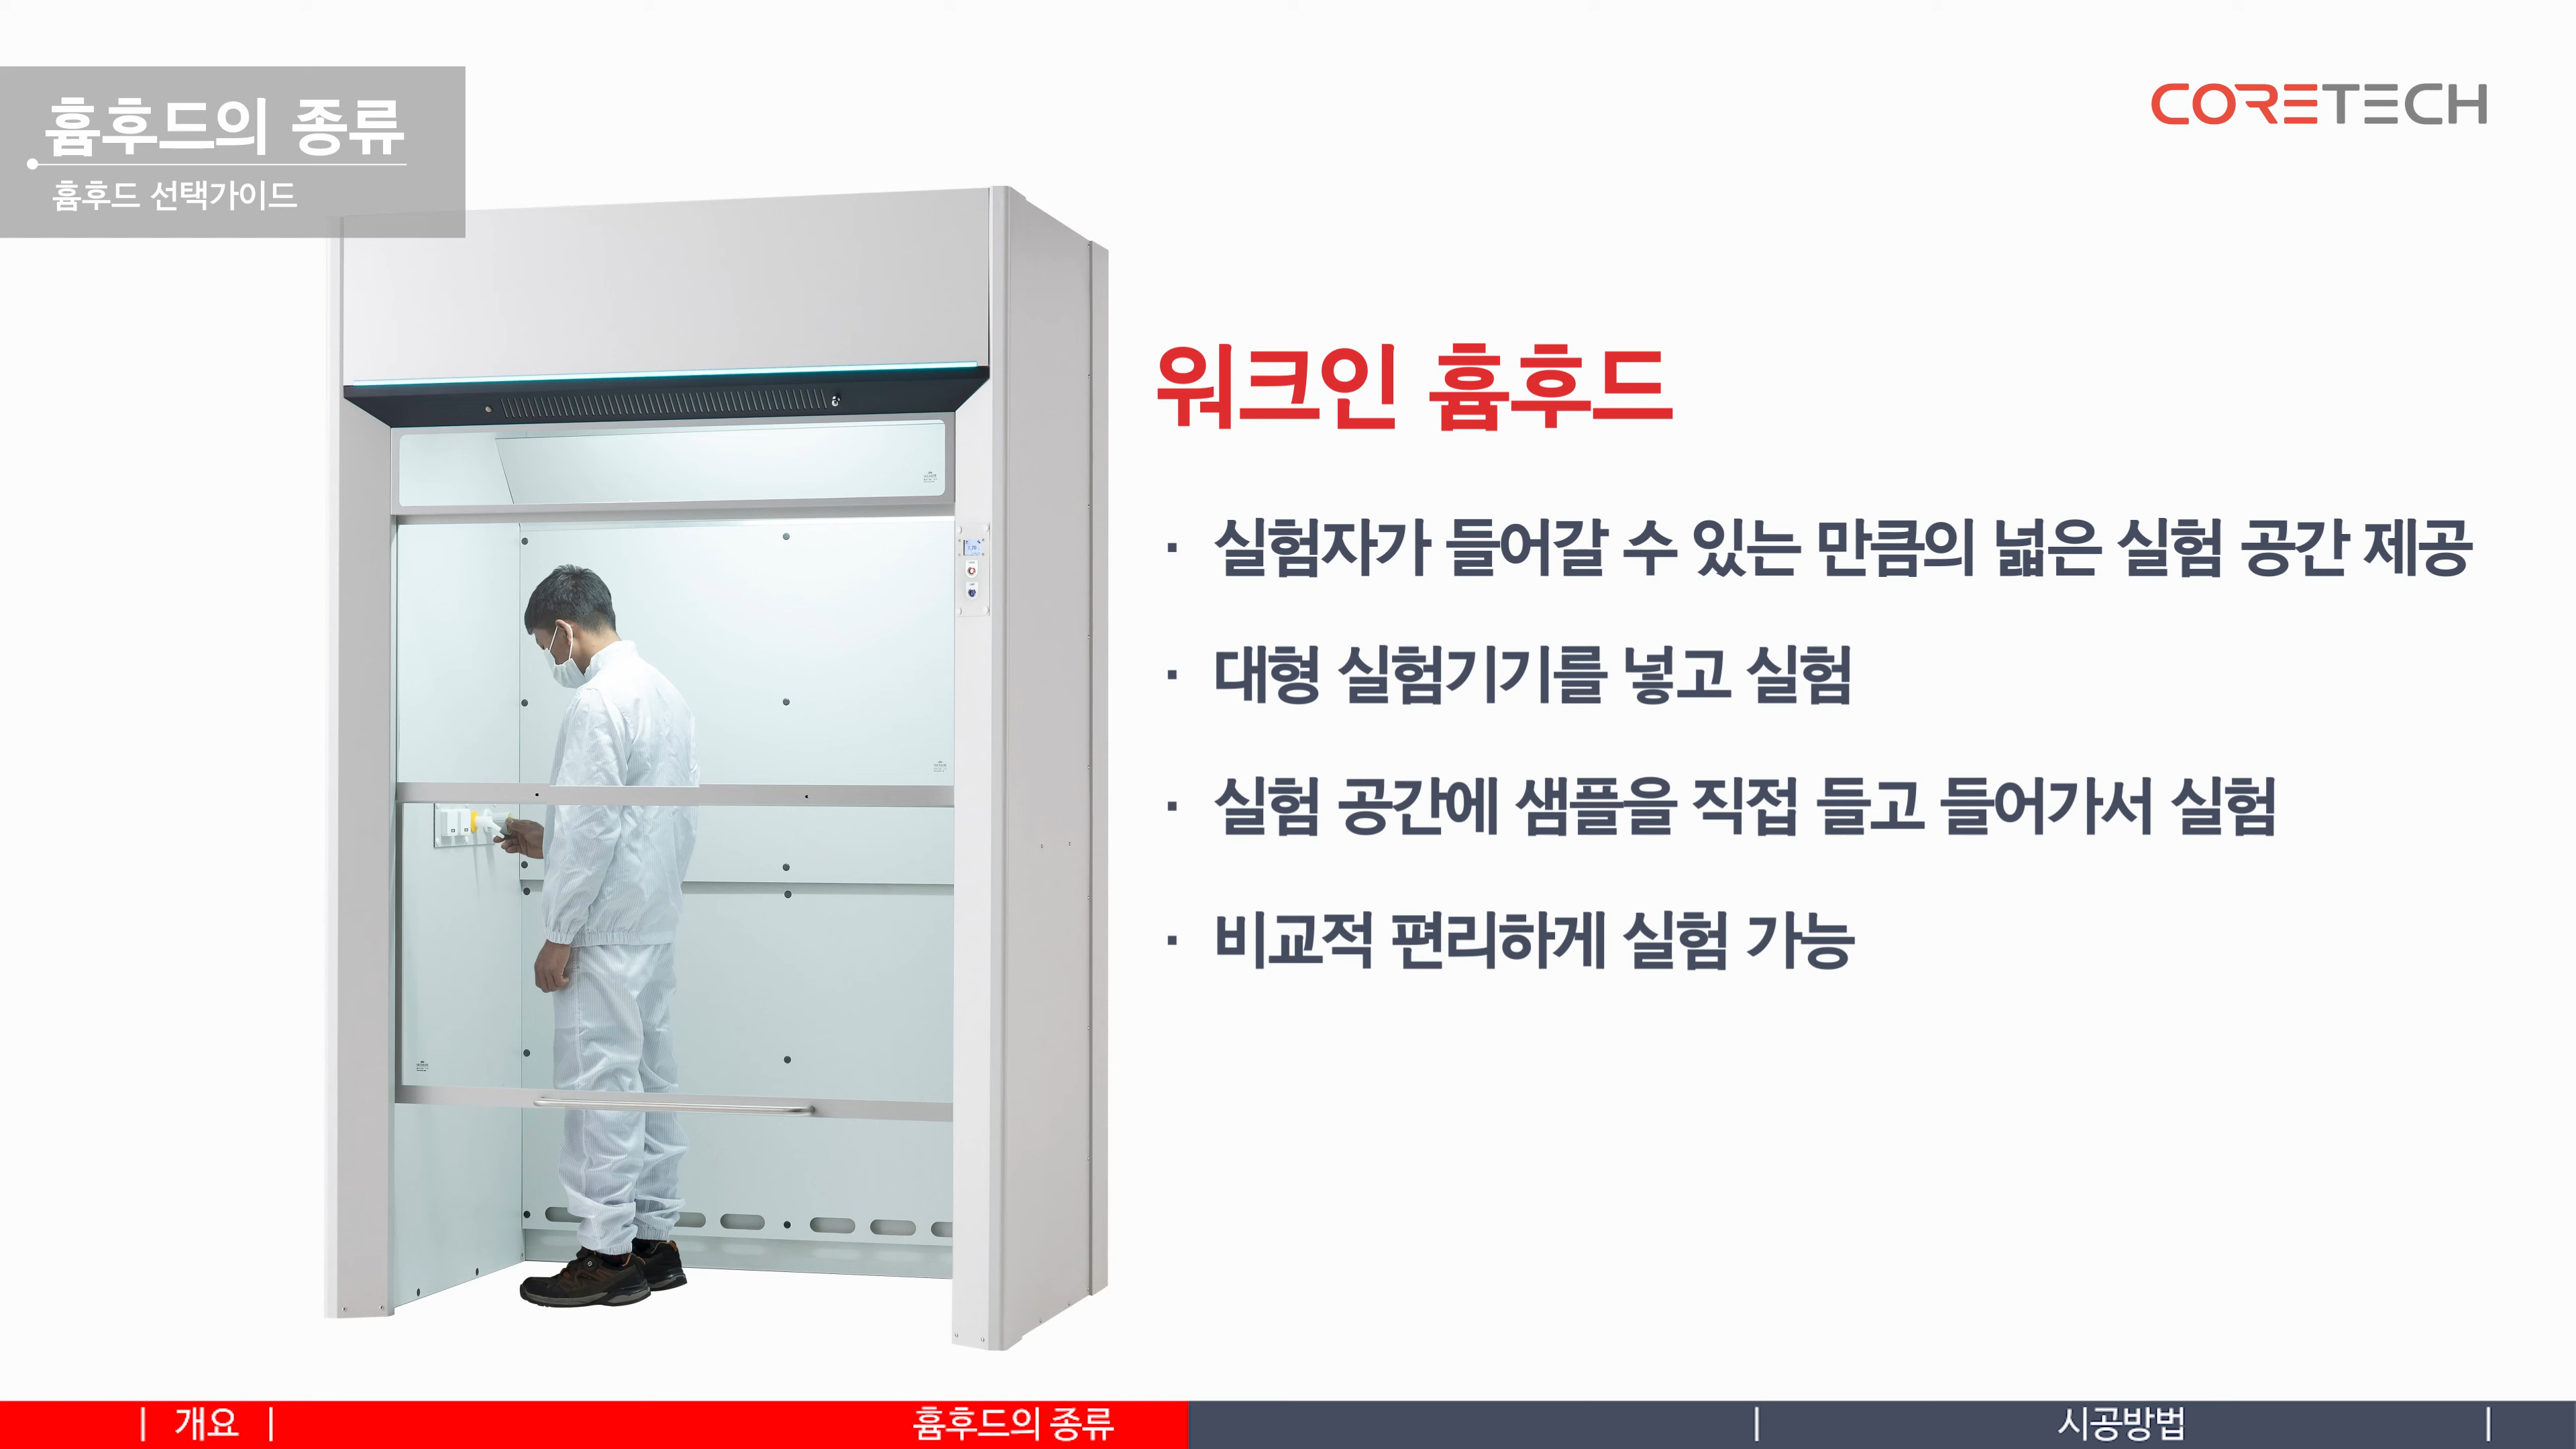 흄후드의 종류
흄후드 선택가이드
CORETECH
워크인 흄후드
· 실험자가 들어갈 수 있는 만큼의 넓은 실험 공간 제공
· 대형 실험기기를 넣고 실험
· 실험 공간에 샘플을 직접 들고 들어가서 실험
· 비교적 편리하게 실험 가능
| 개요 | 흄후드의 종류 | 시공방법 |